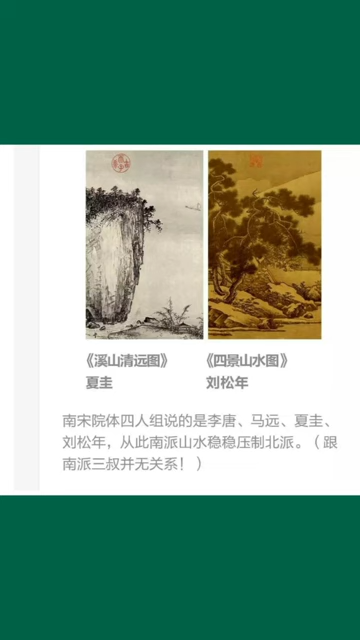 《溪山清远图》 《四景山水图》
夏圭 刘松年
南宋院体四人组说的是李唐、马远、夏圭、
刘松年，从此南派山水稳稳压制北派。（跟
南派三叔并无关系！）